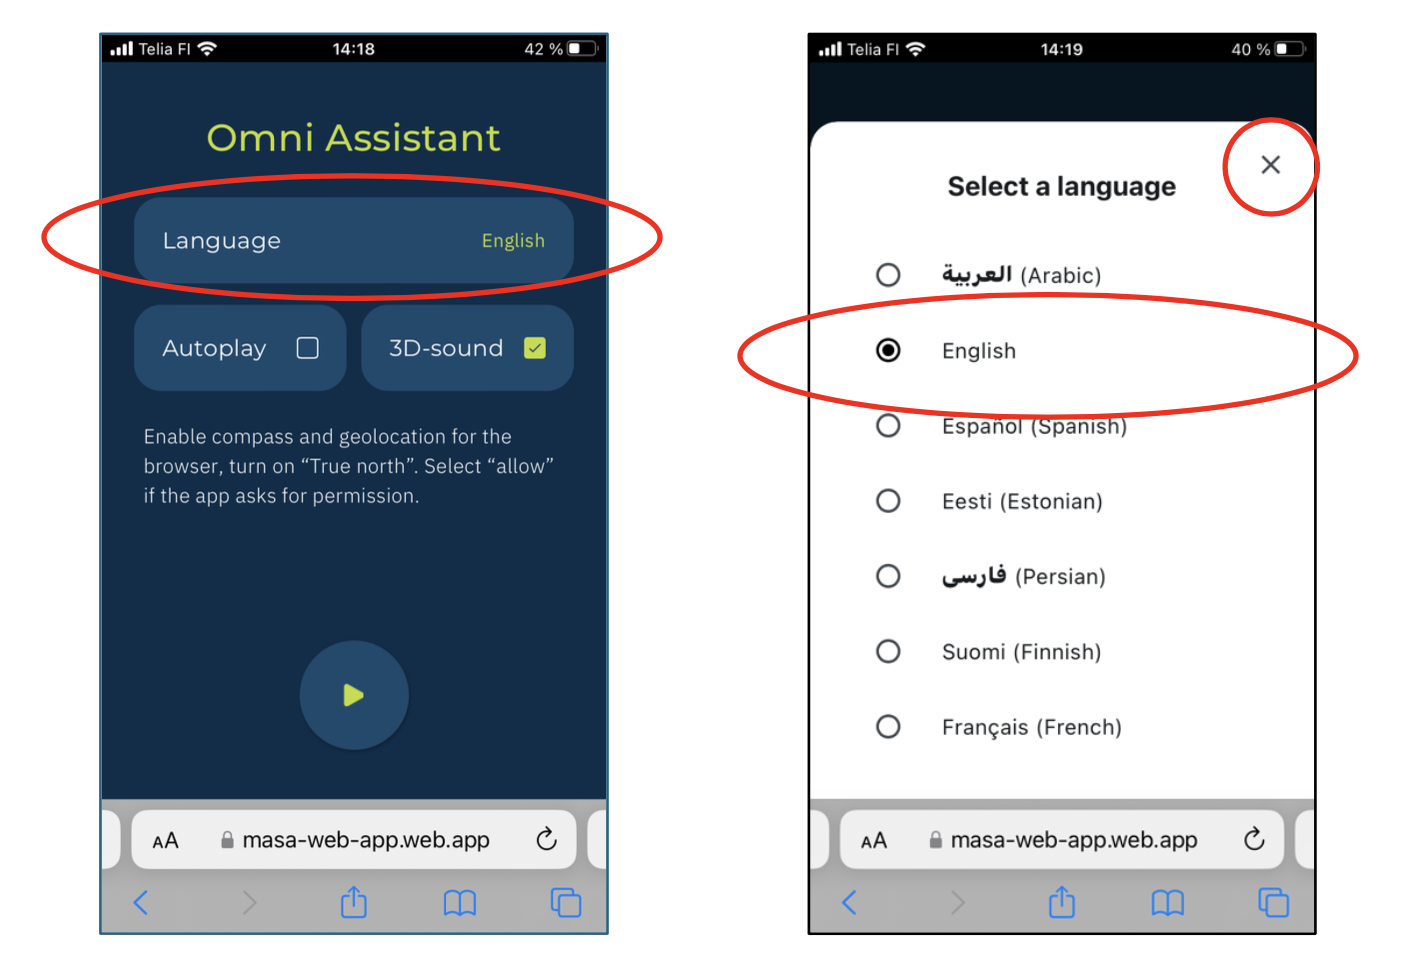 Telia FI 14:18 42 %
Omni Assistant
Language English
Autoplay 3D-sound
Enable compass and geolocation for the
browser, turn on “True north”. Select “allow”
if the app asks for permission.
AA masa-web-app.web.app
Telia FI 14:19 40 %
Select a language
العربية (Arabic)
English
Español (Spanish)
Eesti (Estonian)
فارسی (Persian)
Suomi (Finnish)
Français (French)
AA masa-web-app.web.app